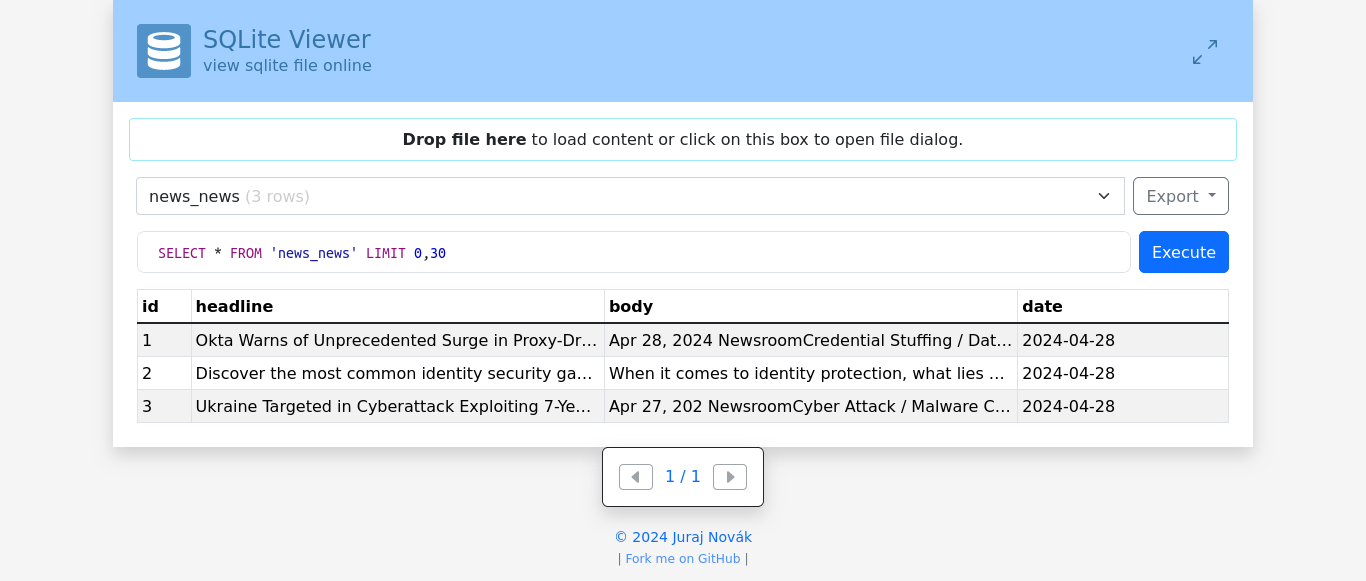 SQLite Viewer
view sqlite file online
Drop file here to load content or click on this box to open file dialog.
news_news (3 rows)
Export
SELECT * FROM 'news_news' LIMIT 0,30
Execute
id headline body date
1 Okta Warns of Unprecedented Surge in Proxy-Dr... Apr 28, 2024 NewsroomCredential Stuffing / Dat... 2024-04-28
2 Discover the most common identity security ga... When it comes to identity protection, what lies ... 2024-04-28
3 Ukraine Targeted in Cyberattack Exploiting 7-Ye... Apr 27, 202 NewsroomCyber Attack / Malware C... 2024-04-28
1 / 1
© 2024 Juraj Novák
| Fork me on GitHub |